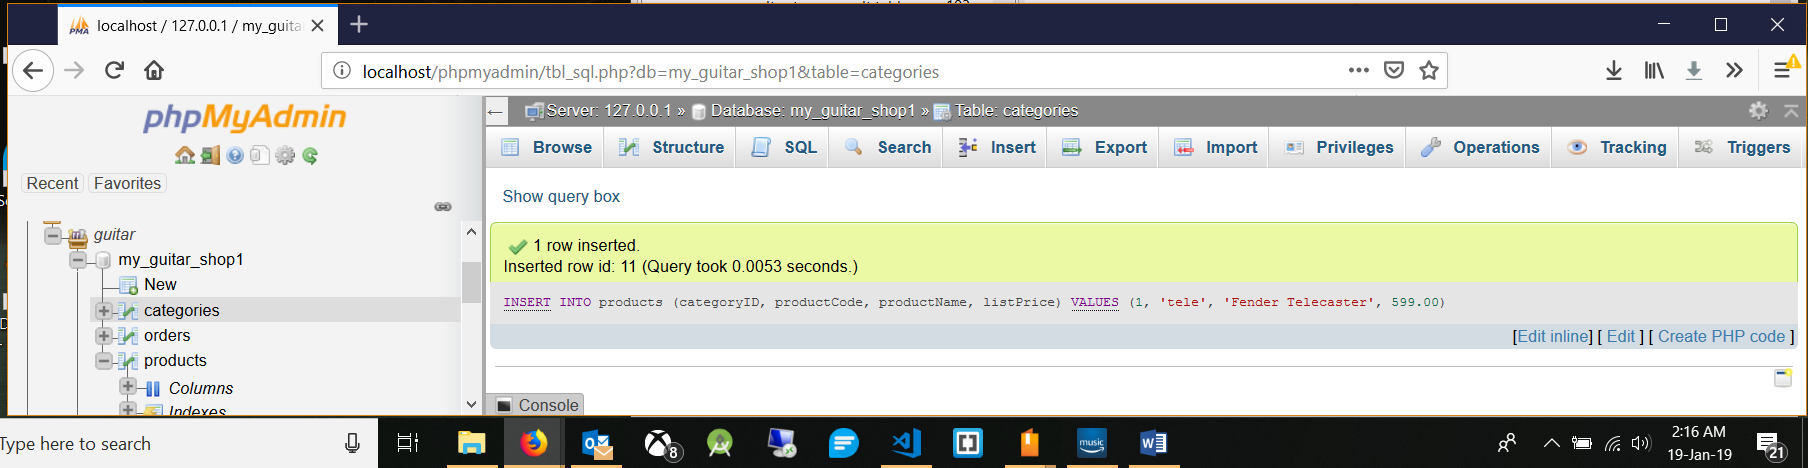 localhost / 127.0.0.1 / my_guita
localhost/phpmyadmin/tbl_sql.php?db=my_guitar_shop1&table=categories
phpMyAdmin
Recent Favorites
guitar
my_guitar_shop1
New
categories
orders
products
Columns
Indexes
Server: 127.0.0.1 » Database: my_guitar_shop1 » Table: categories
Browse Structure SQL Search Insert Export Import Privileges Operations Tracking Triggers
Show query box
1 row inserted.
Inserted row id: 11 (Query took 0.0053 seconds.)
INSERT INTO products (categoryID, productCode, productName, listPrice) VALUES (1, 'tele', 'Fender Telecaster', 599.00)
[Edit inline] [ Edit ] [ Create PHP code ]
Console
Type here to search
8
music
2:16 AM
19-Jan-19
21